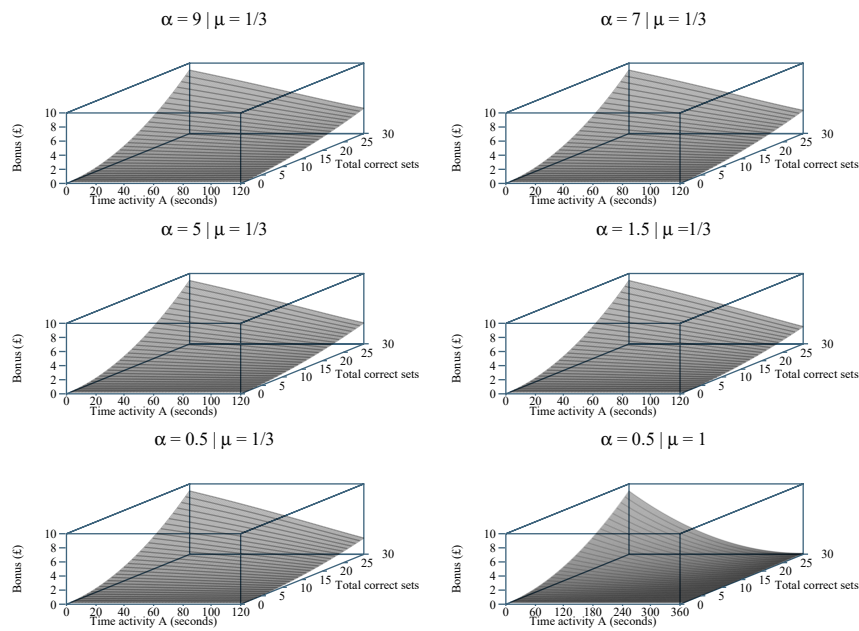 α = 9 | μ = 1/3
Bonus (£)
10
8
6
4
2
0
0 20 40 60 80 100 120
Time activity A (seconds)
0 5 10 15 20 25 30
Total correct sets
α = 7 | μ = 1/3
Bonus (£)
10
8
6
4
2
0
0 20 40 60 80 100 120
Time activity A (seconds)
0 5 10 15 20 25 30
Total correct sets
α = 5 | μ = 1/3
Bonus (£)
10
8
6
4
2
0
0 20 40 60 80 100 120
Time activity A (seconds)
0 5 10 15 20 25 30
Total correct sets
α = 1.5 | μ =1/3
Bonus (£)
10
8
6
4
2
0
0 20 40 60 80 100 120
Time activity A (seconds)
0 5 10 15 20 25 30
Total correct sets
α = 0.5 | μ = 1/3
Bonus (£)
10
8
6
4
2
0
0 20 40 60 80 100 120
Time activity A (seconds)
0 5 10 15 20 25 30
Total correct sets
α = 0.5 | μ = 1
Bonus (£)
10
8
6
4
2
0
0 60 120 180 240 300 360
Time activity A (seconds)
0 5 10 15 20 25 30
Total correct sets